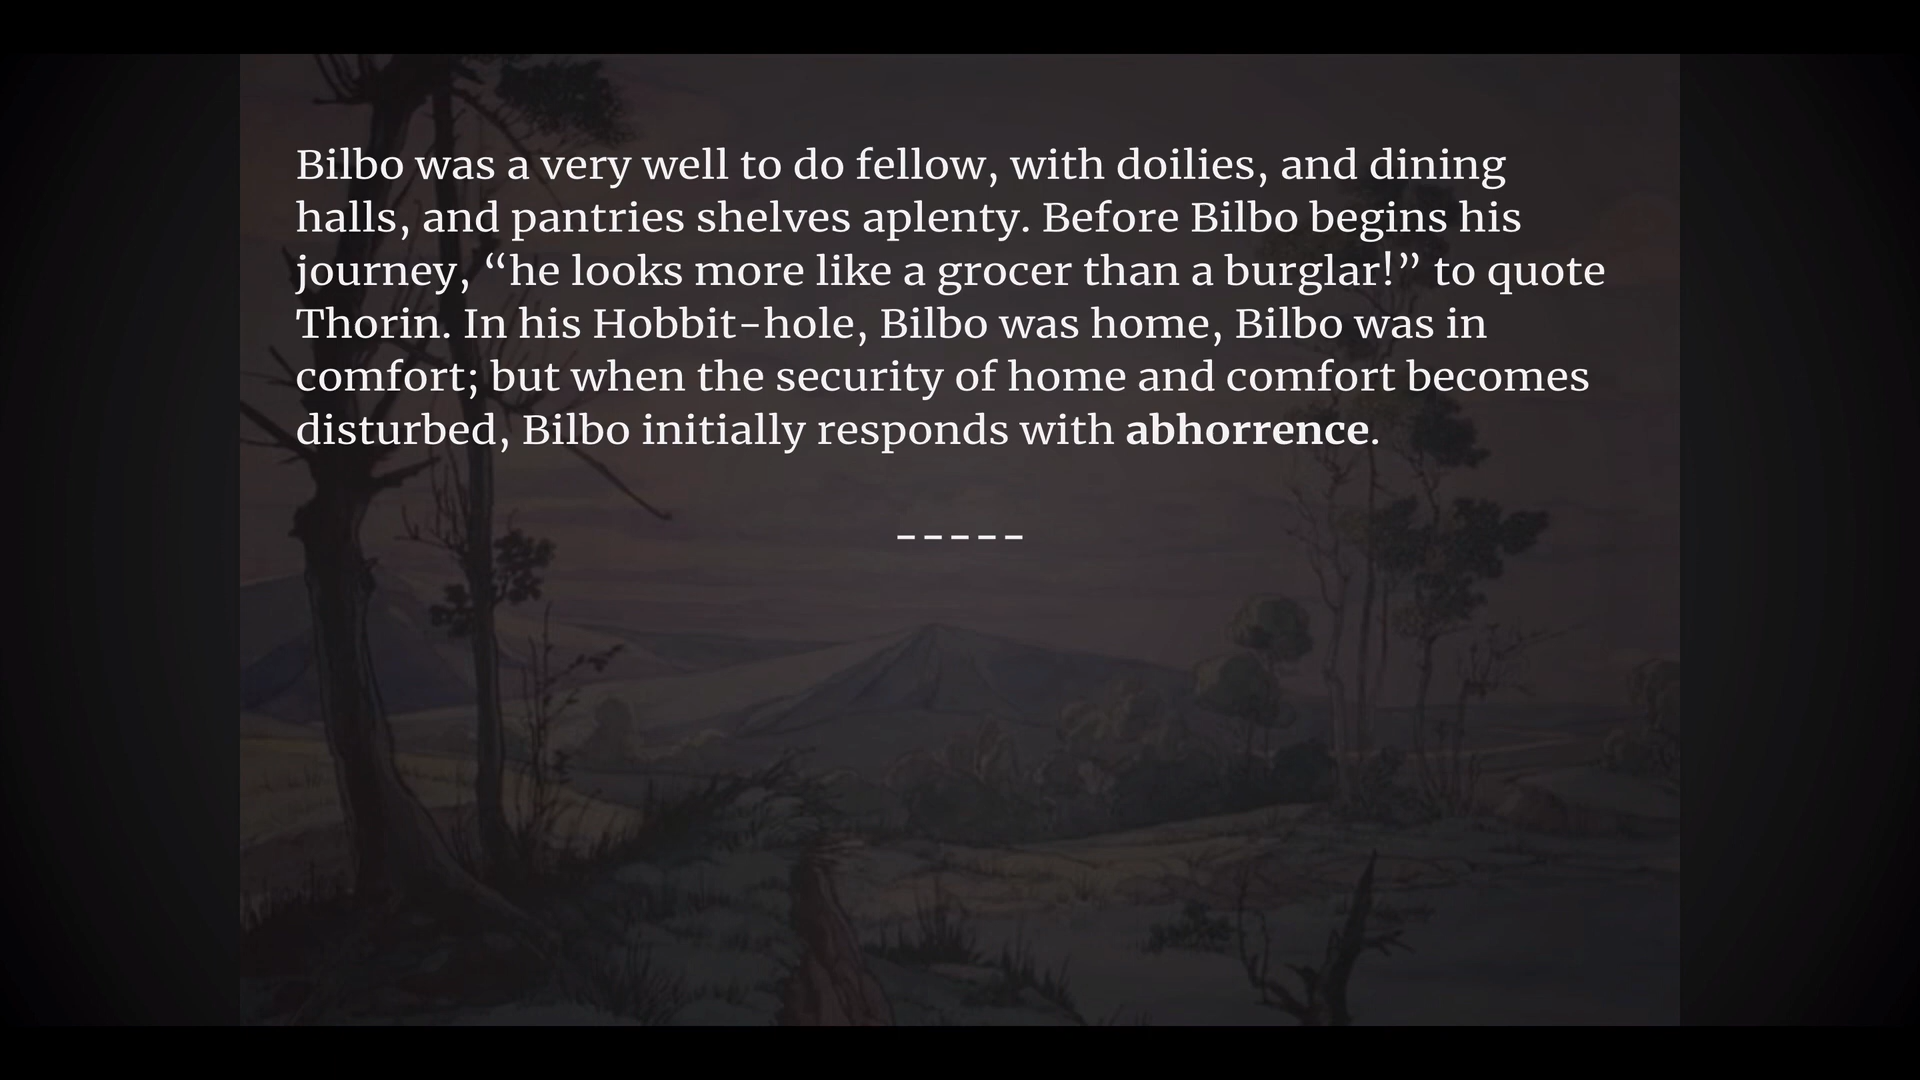 Bilbo was a very well to do fellow, with doilies, and dining
halls, and pantries shelves aplenty. Before Bilbo begins his
journey, “he looks more like a grocer than a burglar!” to quote
Thorin. In his Hobbit-hole, Bilbo was home, Bilbo was in
comfort; but when the security of home and comfort becomes
disturbed, Bilbo initially responds with abhorrence.
-----